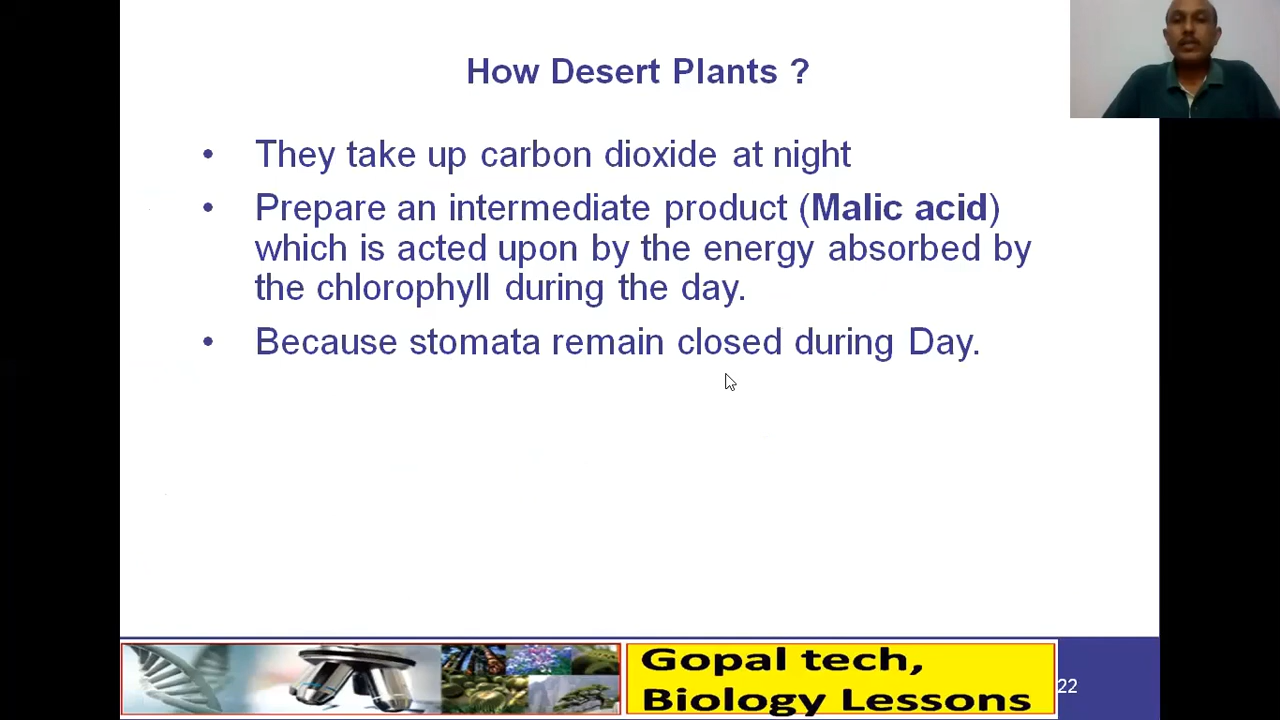 How Desert Plants ?
• They take up carbon dioxide at night
• Prepare an intermediate product (Malic acid)
which is acted upon by the energy absorbed by
the chlorophyll during the day.
• Because stomata remain closed during Day.
Gopal tech,
Biology Lessons
22